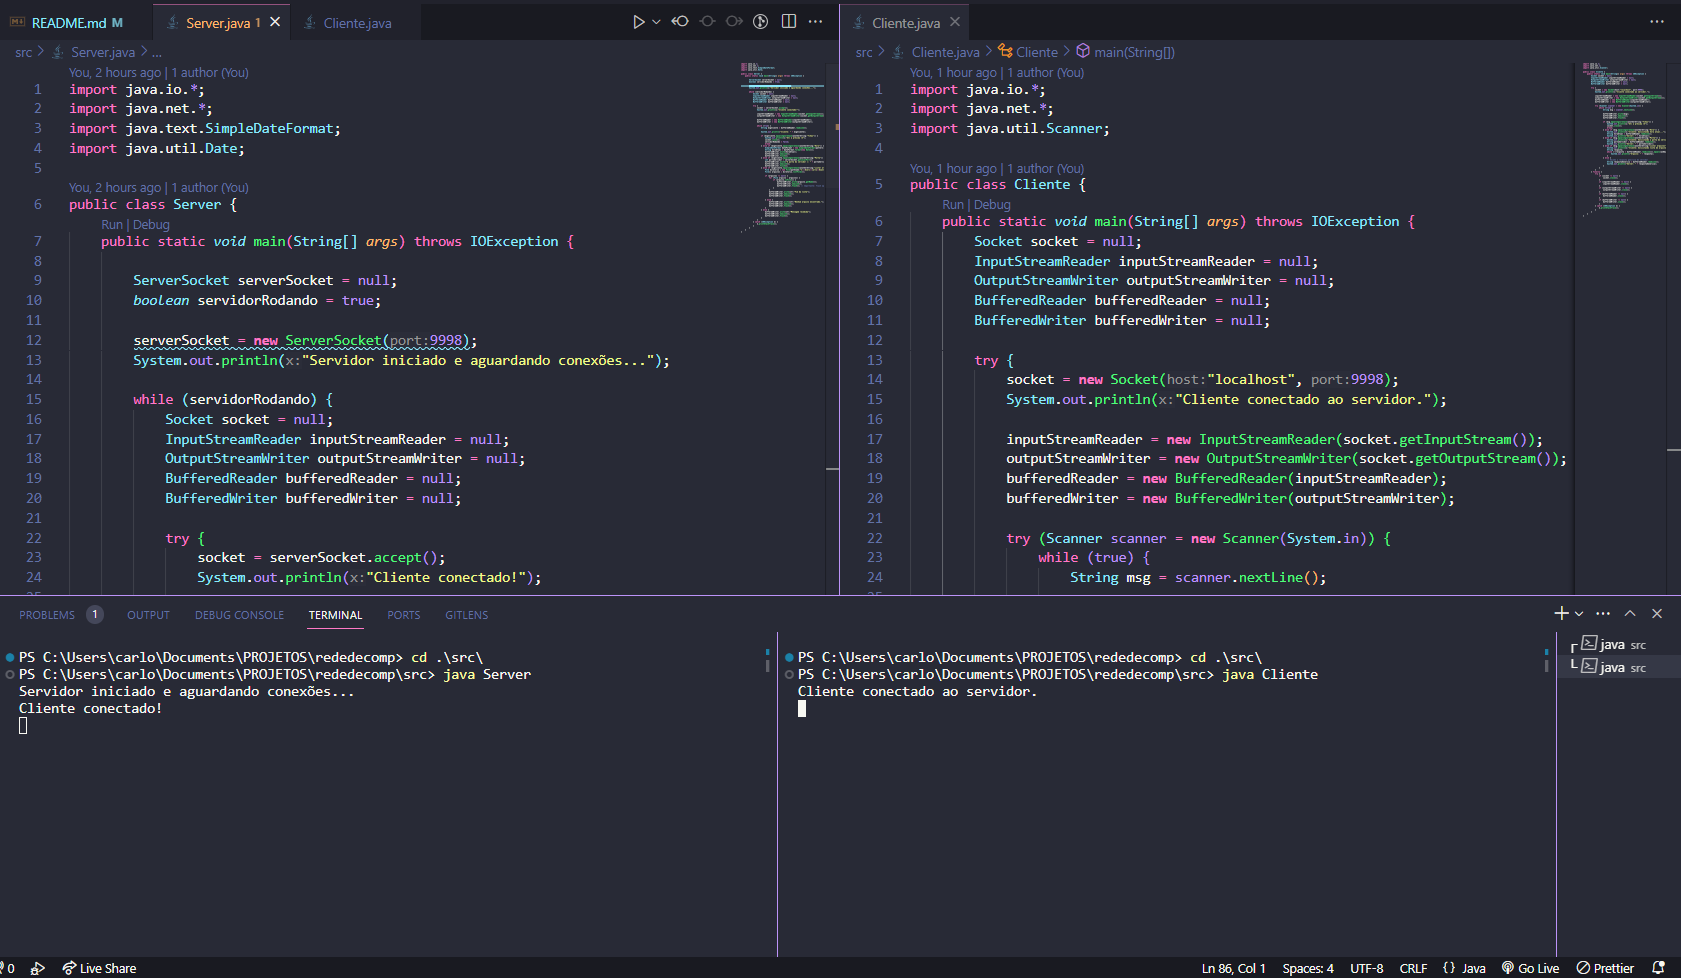 README.md M
Server.java 1
Cliente.java
src > Server.java > ...
You, 2 hours ago | 1 author (You)
1 import java.io.*;
2 import java.net.*;
3 import java.text.SimpleDateFormat;
4 import java.util.Date;
5
You, 2 hours ago | 1 author (You)
6 public class Server {
Run | Debug
7 public static void main(String[] args) throws IOException {
8
9 ServerSocket serverSocket = null;
10 boolean servidorRodando = true;
11
12 serverSocket = new ServerSocket(port:9998);
13 System.out.println(x:"Servidor iniciado e aguardando conexões...");
14
15 while (servidorRodando) {
16 Socket socket = null;
17 InputStreamReader inputStreamReader = null;
18 OutputStreamWriter outputStreamWriter = null;
19 BufferedReader bufferedReader = null;
20 BufferedWriter bufferedWriter = null;
21
22 try {
23 socket = serverSocket.accept();
24 System.out.println(x:"Cliente conectado!");
Cliente.java
src > Cliente.java > Cliente > main(String[])
You, 1 hour ago | 1 author (You)
1 import java.io.*;
2 import java.net.*;
3 import java.util.Scanner;
4
You, 1 hour ago | 1 author (You)
5 public class Cliente {
Run | Debug
6 public static void main(String[] args) throws IOException {
7 Socket socket = null;
8 InputStreamReader inputStreamReader = null;
9 OutputStreamWriter outputStreamWriter = null;
10 BufferedReader bufferedReader = null;
11 BufferedWriter bufferedWriter = null;
12
13 try {
14 socket = new Socket(host:"localhost", port:9998);
15 System.out.println(x:"Cliente conectado ao servidor.");
16
17 inputStreamReader = new InputStreamReader(socket.getInputStream());
18 outputStreamWriter = new OutputStreamWriter(socket.getOutputStream());
19 bufferedReader = new BufferedReader(inputStreamReader);
20 bufferedWriter = new BufferedWriter(outputStreamWriter);
21
22 try (Scanner scanner = new Scanner(System.in)) {
23 while (true) {
24 String msg = scanner.nextLine();
PROBLEMS 1 OUTPUT DEBUG CONSOLE TERMINAL PORTS GITLENS
PS C:\Users\carlo\Documents\PROJETOS\rededecomp> cd .\src\
PS C:\Users\carlo\Documents\PROJETOS\rededecomp\src> java Server
Servidor iniciado e aguardando conexões...
Cliente conectado!
PS C:\Users\carlo\Documents\PROJETOS\rededecomp> cd .\src\
PS C:\Users\carlo\Documents\PROJETOS\rededecomp\src> java Cliente
Cliente conectado ao servidor.
java src
java src
0 Live Share Ln 86, Col 1 Spaces: 4 UTF-8 CRLF {} Java Go Live Prettier